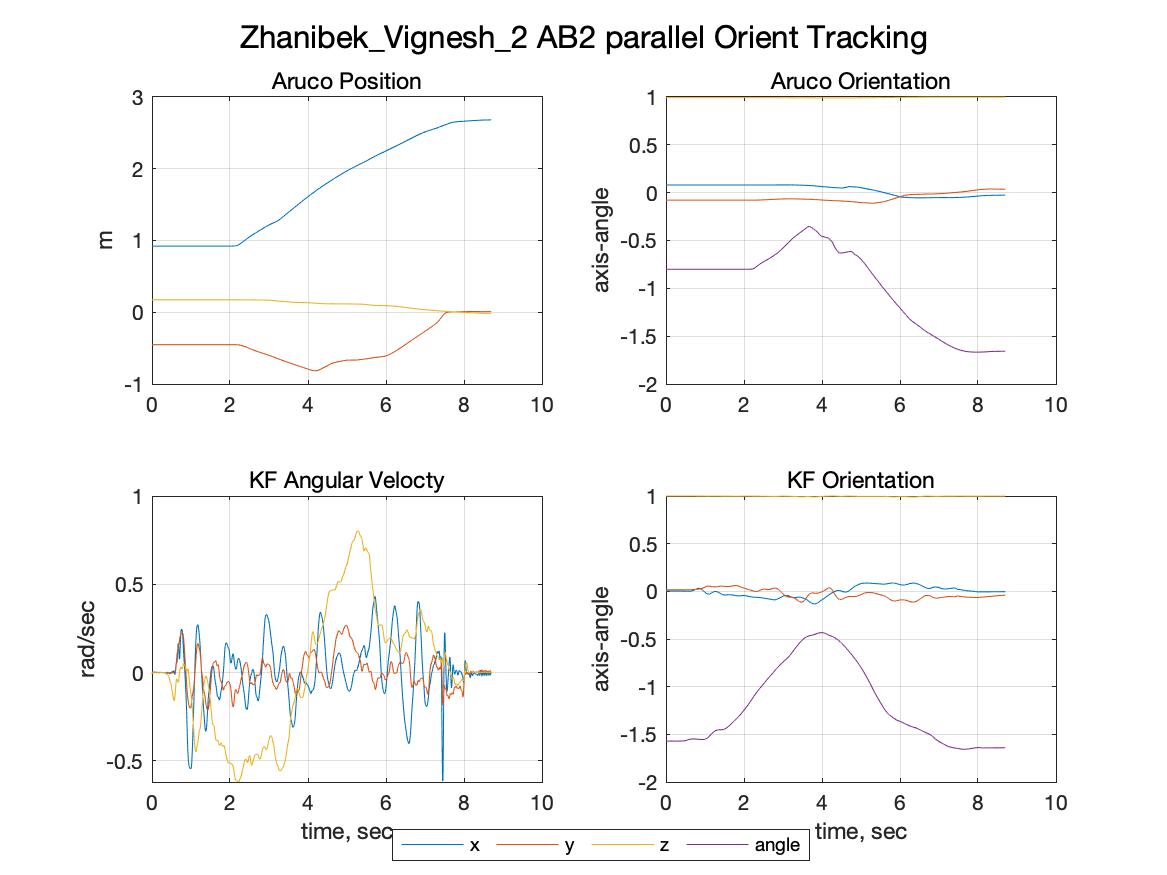 Zhanibek_Vignesh_2 AB2 parallel Orient Tracking
Aruco Position
3
2
1
0
-1
m
0 2 4 6 8 10
Aruco Orientation
1
0.5
0
-0.5
-1
-1.5
-2
axis-angle
0 2 4 6 8 10
KF Angular Velocty
1
0.5
0
-0.5
rad/sec
0 2 4 6 8 10
time, sec
KF Orientation
1
0.5
0
-0.5
-1
-1.5
-2
axis-angle
0 2 4 6 8 10
time, sec
x y z angle